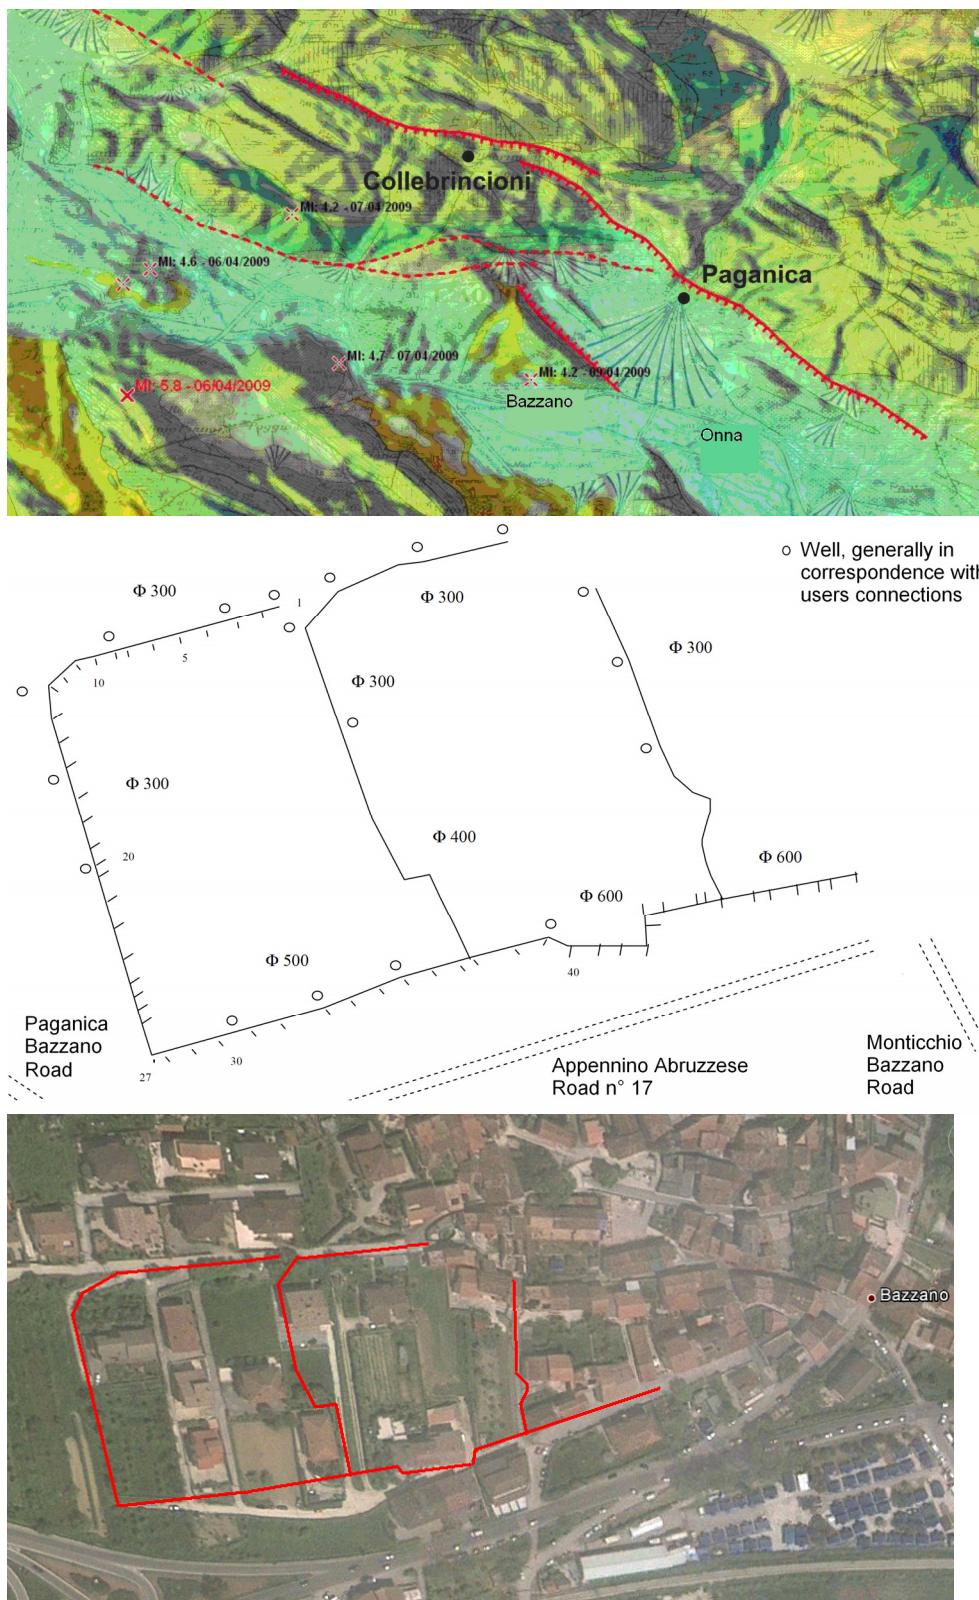 Collebrincioni
Ml: 4.2 - 07/04/2009
Ml: 4.6 - 06/04/2009
Paganica
Ml: 4.7 - 07/04/2009
Ml: 4.2 - 09/04/2009
Ml: 5.8 - 06/04/2009
Bazzano
Onna
Well, generally in
correspondence with
users connections
Φ 300
Φ 300
1
5
Φ 300
10
Φ 300
Φ 300
Φ 400
20
Φ 600
Φ 600
Φ 500
40
Paganica
Bazzano
Road
30
27
Appennino Abruzzese
Road n° 17
Monticchio
Bazzano
Road
Bazzano